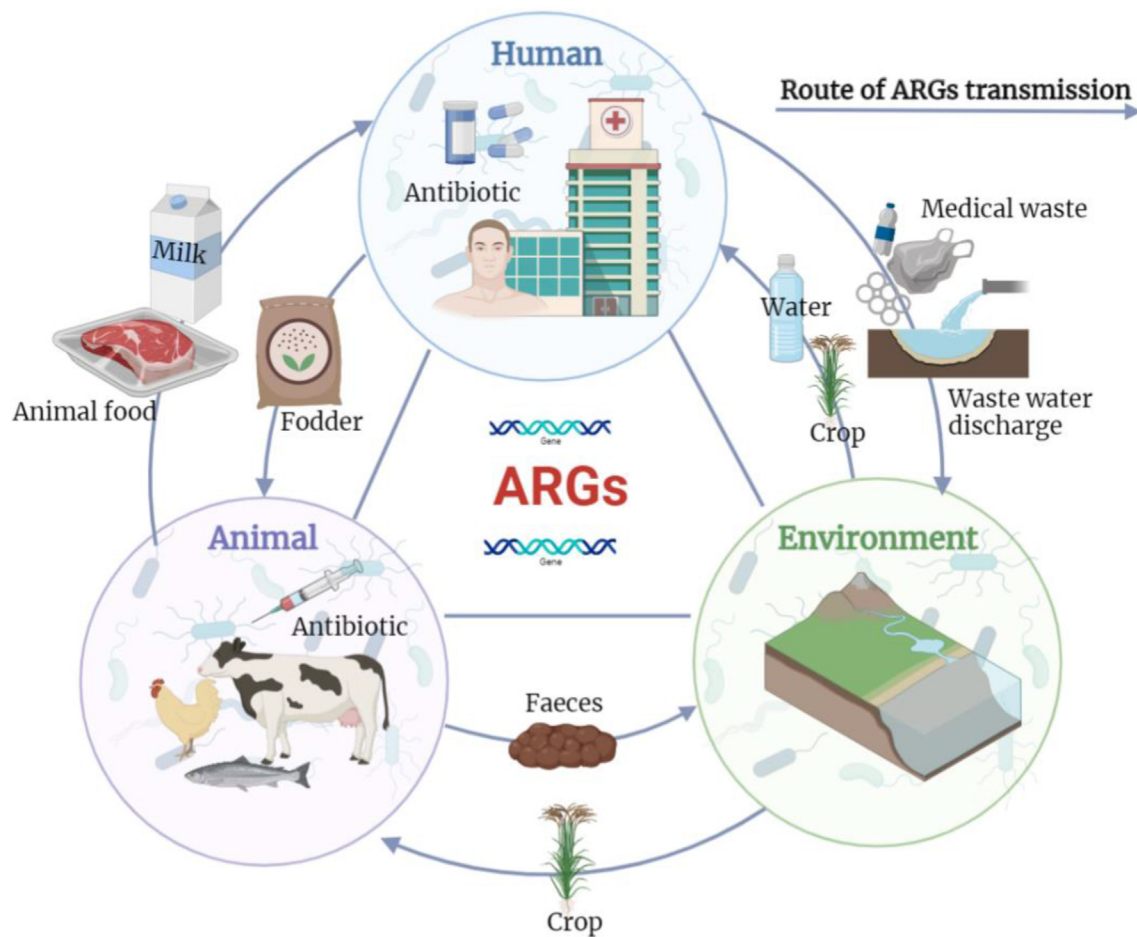 Human
Route of ARGs transmission
Antibiotic
Medical waste
Milk
Water
Animal food
Fodder
Crop
Waste water
discharge
Gene
ARGs
Gene
Animal
Environment
Antibiotic
Faeces
Crop